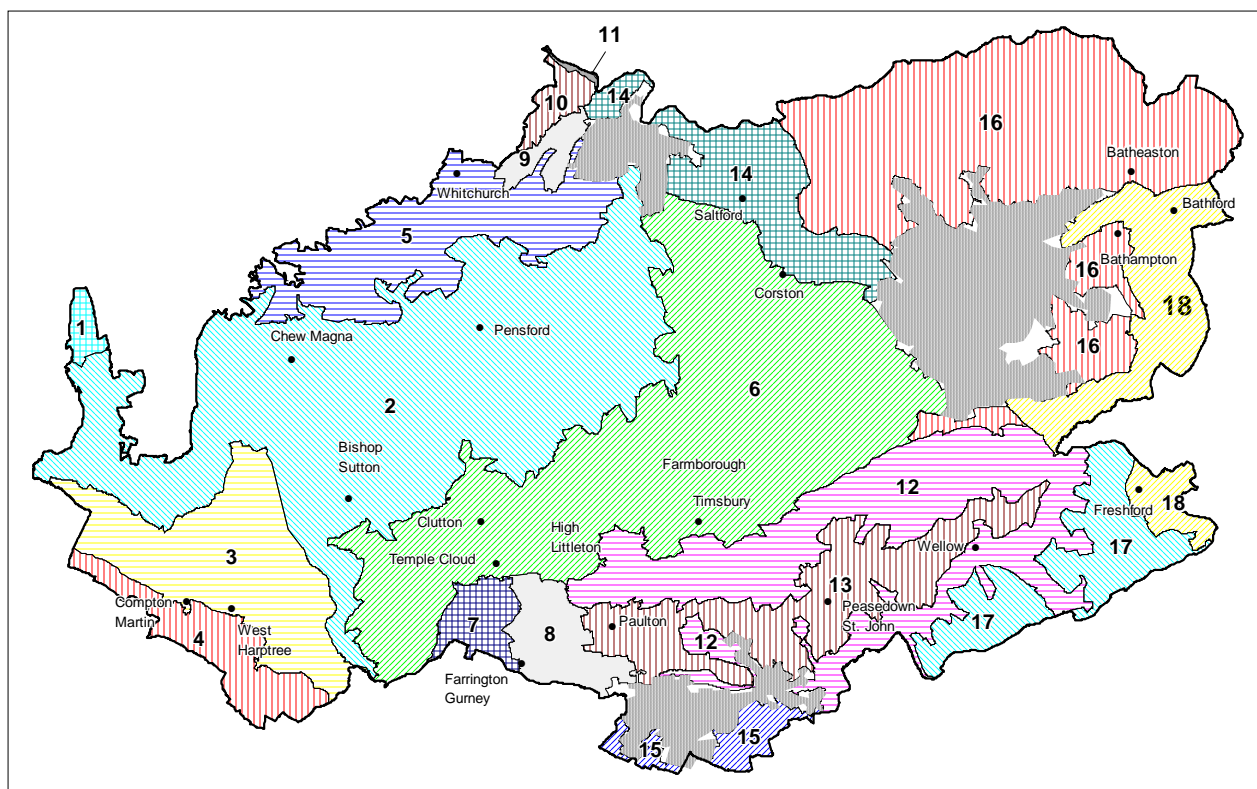 11
10
14
16
9
Batheaston
Whitchurch
14
Saltford
Bathford
5
Bathampton
16
Corston
1
18
Pensford
Chew Magna
16
6
2
Bishop
Sutton
Farmborough
12
Timsbury
18
Freshford
Clutton
High
Littleton
17
Temple Cloud
Wellow
3
13
Compton
Martin
Peasedown
St. John
7
8
Paulton
4
West
Harptree
12
17
Farrington
Gurney
15
15